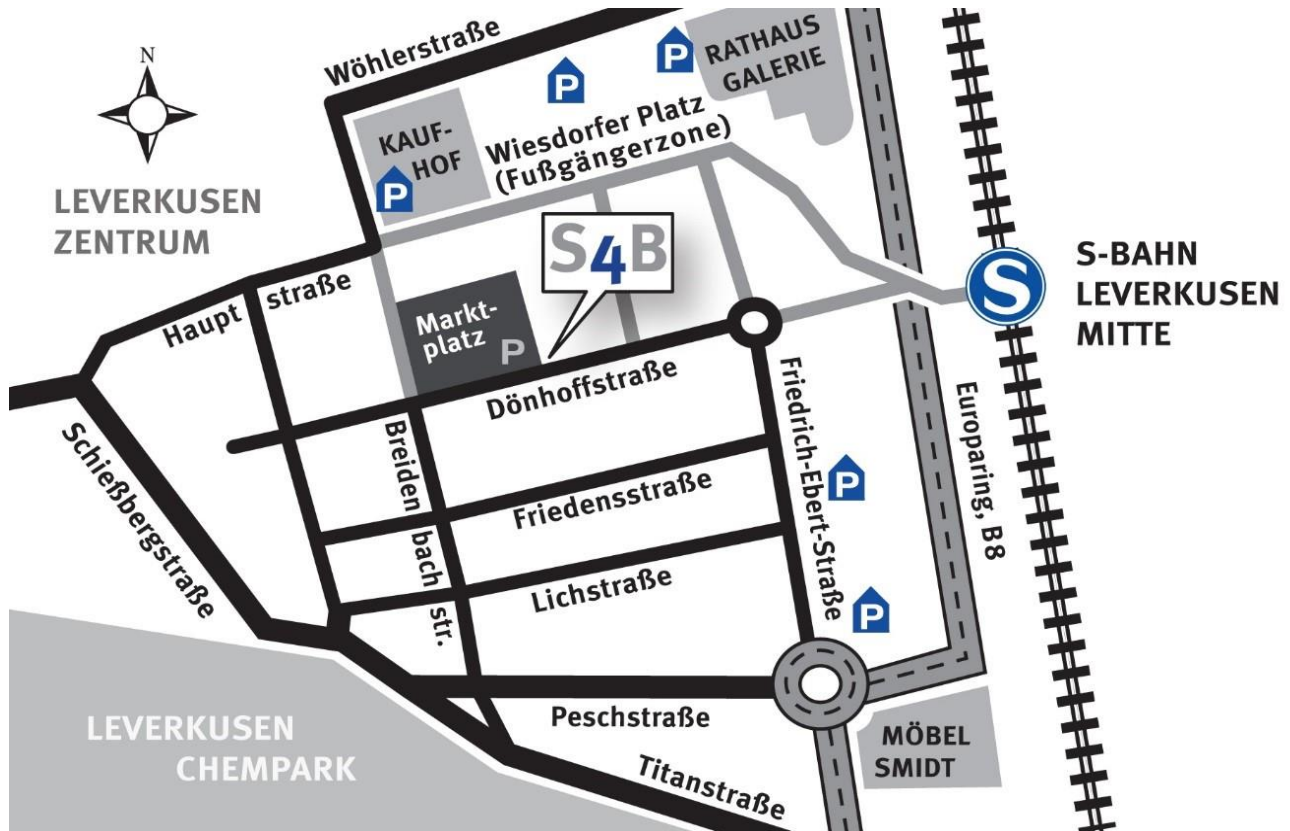 N
LEVERKUSEN
ZENTRUM
Wöhlerstraße
P
P
RATHAUS
GALERIE
KAUF-
HOF
P
Wiesdorfer Platz
(Fußgängerzone)
S4B
S
S-BAHN
LEVERKUSEN
MITTE
Haupt straße
Markt-
platz
P
Dönhoffstraße
Schießbergstraße
Breiden bach str.
Friedensstraße
Lichstraße
Friedrich-Ebert-Straße
P
P
Europaring, B8
Peschstraße
LEVERKUSEN
CHEMPARK
MÖBEL
SMIDT
Titanstraße